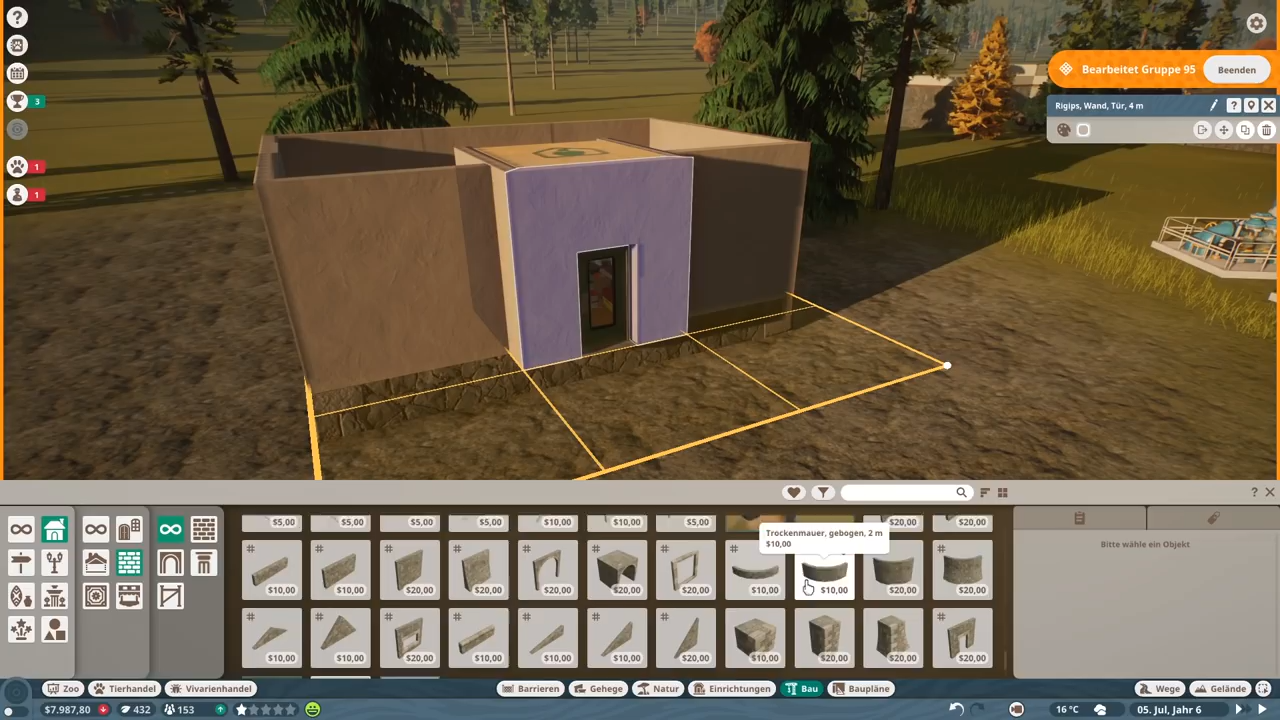 3
1
1
Bearbeitet Gruppe 95
Beenden
Rigips, Wand, Tür, 4 m
?
?
Trockenmauer, gebogen, 2 m
$10,00
?
Bitte wähle ein Objekt
$5,00 $5,00 $5,00 $5,00 $10,00 $10,00 $5,00 $20,00 $20,00
$10,00 $10,00 $20,00 $20,00 $10,00 $20,00 $20,00 $10,00 $10,00 $20,00 $20,00
$10,00 $10,00 $20,00 $10,00 $10,00 $10,00 $20,00 $10,00 $20,00 $20,00 $20,00
Zoo Tierhandel Vivarienhandel Barrieren Gehege Natur Einrichtungen Bau Baupläne Wege Gelände
$7.987,80 432 153 16 °C 05. Jul, Jahr 6